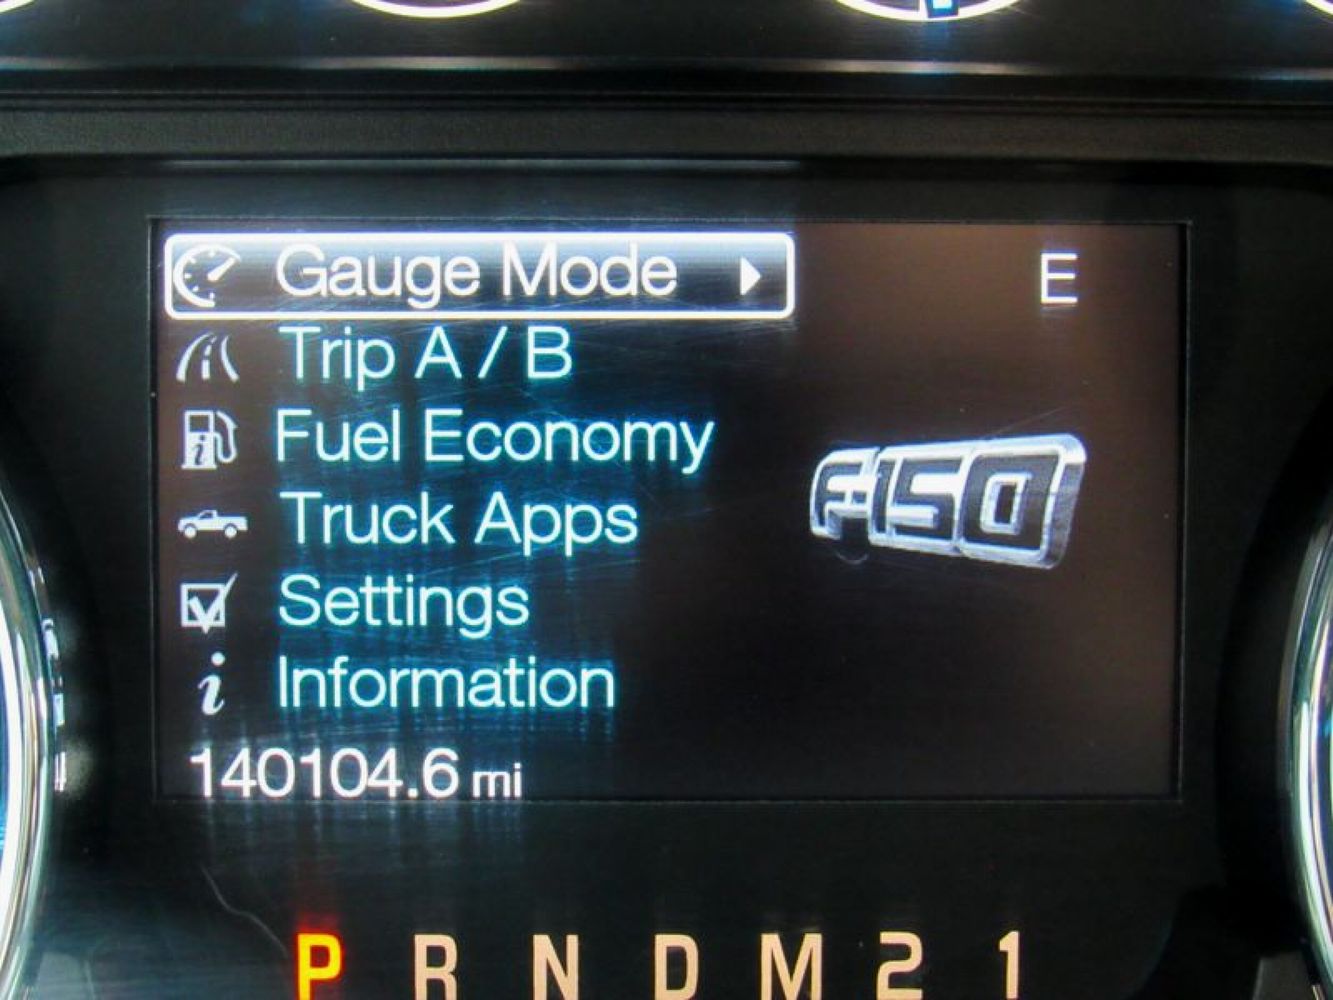 Gauge Mode E
Trip A / B
Fuel Economy
F-150
Truck Apps
Settings
Information
140104.6 mi
P R N D M 2 1